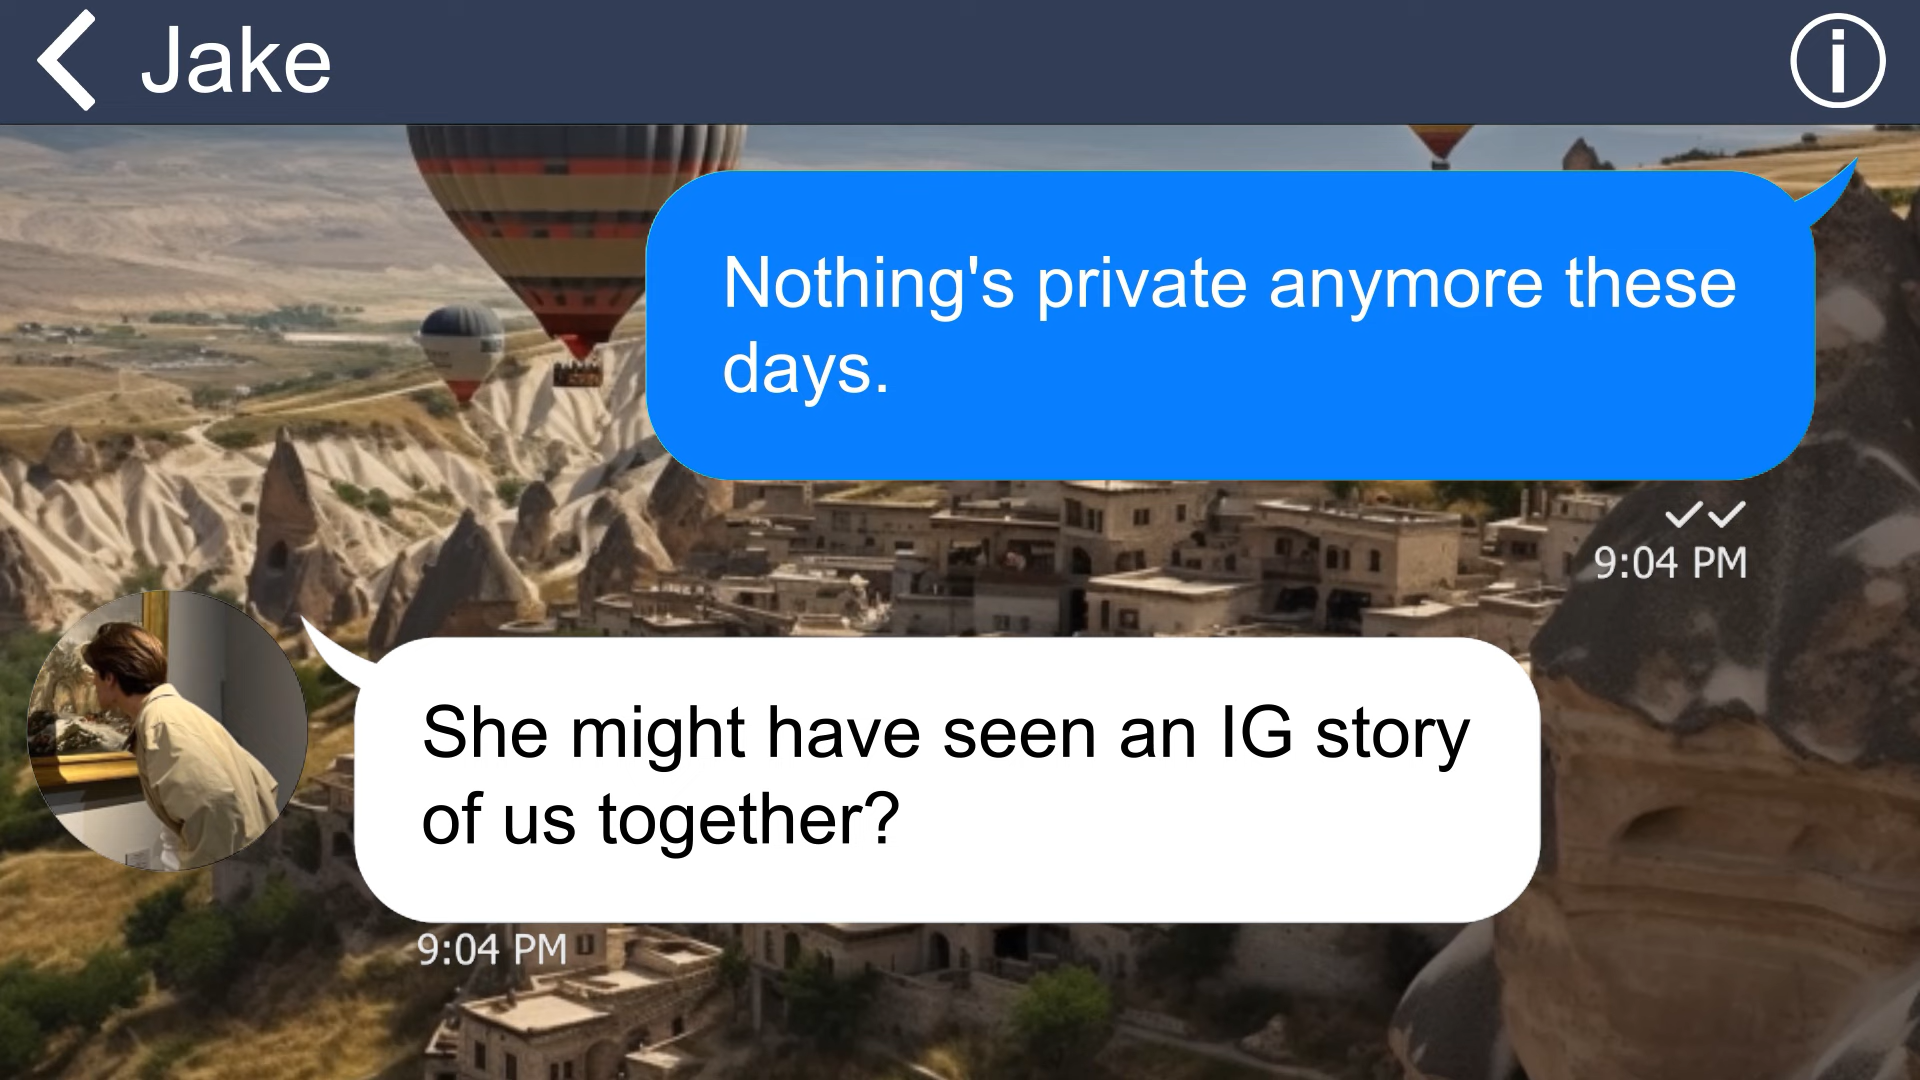 Jake
Nothing's private anymore these
days.
9:04 PM
She might have seen an IG story
of us together?
9:04 PM